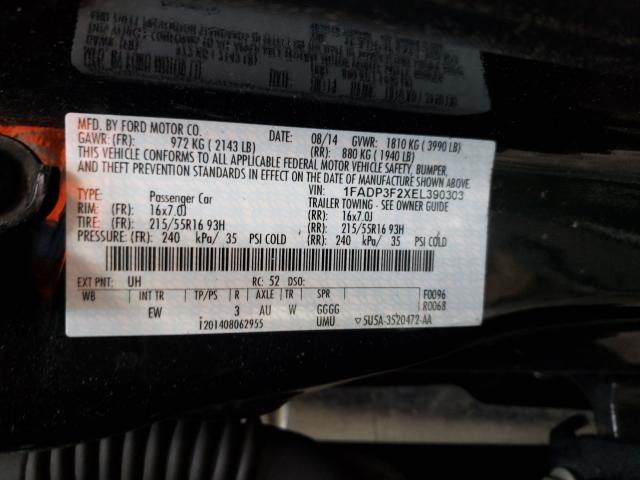 MFD. BY FORD MOTOR CO.
DATE: 08/14 GVWR: 1810 KG ( 3990 LB)
GAWR: (FR): 972 KG ( 2143 LB) (RR): 880 KG ( 1940 LB)
THIS VEHICLE CONFORMS TO ALL APPLICABLE FEDERAL MOTOR VEHICLE SAFETY, BUMPER,
AND THEFT PREVENTION STANDARDS IN EFFECT ON THE DATE OF MANUFACTURE SHOWN ABOVE.
VIN: 1FADP3F2XEL390303
TYPE: Passenger Car TRAILER TOWING - SEE OWNER GUIDE
RIM: (FR): 16x7.0J (RR): 16x7.0J
TIRE: (FR): 215/55R16 93H (RR): 215/55R16 93H
PRESSURE: (FR): 240 kPa/ 35 PSI COLD (RR): 240 kPa/ 35 PSI COLD
EXT PNT: UH RC: 52 DSO:
WB INT TR TP/PS R AXLE TR SPR F0096
EW 3 AU W GGGG R0068
i201408062955 UMU ▽5U5A-3520472-AA